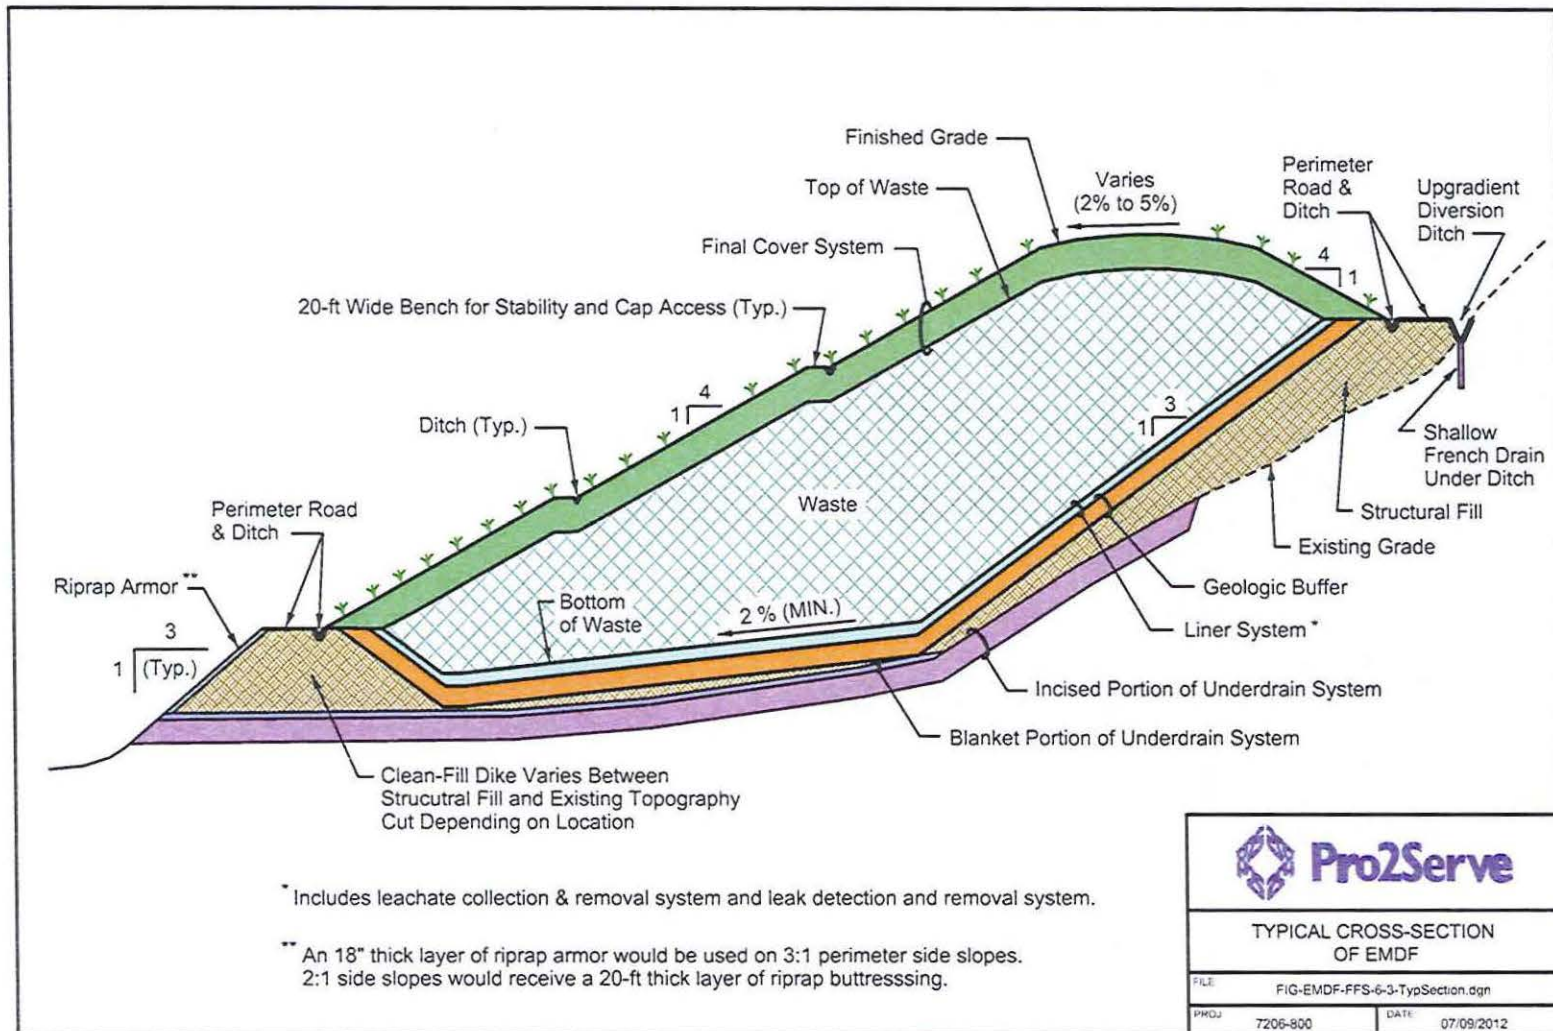 Finished Grade
Top of Waste
Final Cover System
20-ft Wide Bench for Stability and Cap Access (Typ.)
Ditch (Typ.)
Perimeter Road
& Ditch
Riprap Armor **
3
1 (Typ.)
4
1
Varies
(2% to 5%)
4
1
Perimeter
Road &
Ditch
Upgradient
Diversion
Ditch
3
1
Waste
Bottom
of Waste
2 % (MIN.)
Shallow
French Drain
Under Ditch
Structural Fill
Existing Grade
Geologic Buffer
Liner System *
Incised Portion of Underdrain System
Blanket Portion of Underdrain System
Clean-Fill Dike Varies Between
Strucutral Fill and Existing Topography
Cut Depending on Location
* Includes leachate collection & removal system and leak detection and removal system.
** An 18" thick layer of riprap armor would be used on 3:1 perimeter side slopes.
2:1 side slopes would receive a 20-ft thick layer of riprap buttresssing.
Pro2Serve
TYPICAL CROSS-SECTION
OF EMDF
FILE FIG-EMDF-FFS-6-3-TypSection.dgn
PROJ 7206-800 DATE 07/09/2012